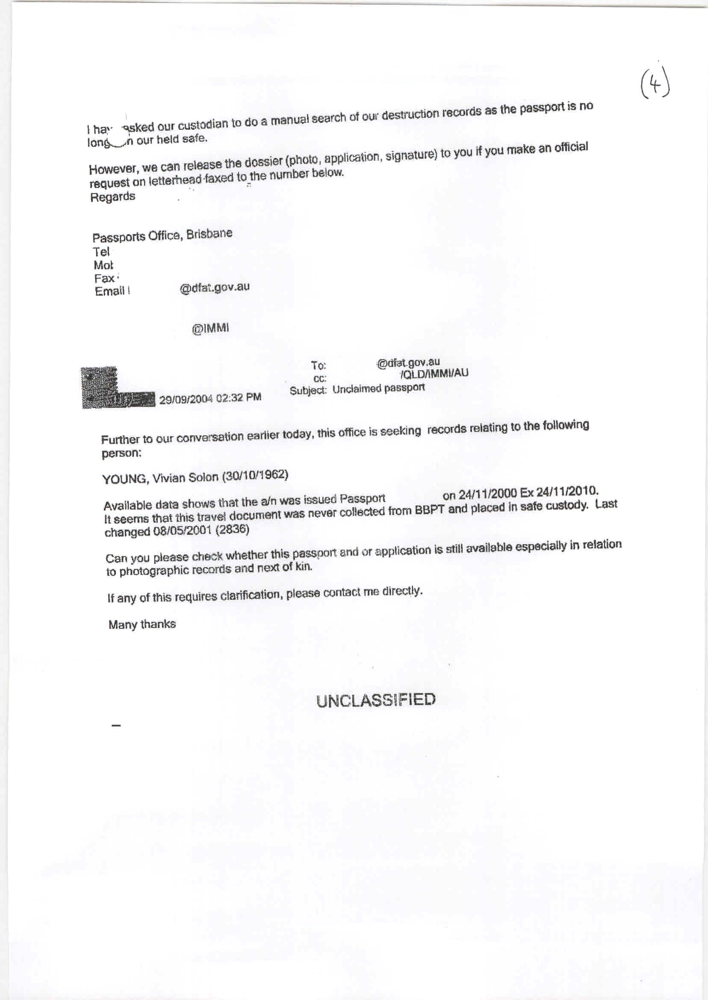 (4)
I hav asked our custodian to do a manual search of our destruction records as the passport is no
long n our held safe.
However, we can release the dossier (photo, application, signature) to you if you make an official
request on letterhead faxed to the number below.
Regards
Passports Office, Brisbane
Tel
Mob
Fax
Email
@dfat.gov.au
@IMMI
To: @dfat.gov.au
cc: /QLD/IMMI/AU
29/09/2004 02:32 PM
Subject: Unclaimed passport
Further to our conversation earlier today, this office is seeking records relating to the following
person:
YOUNG, Vivian Solon (30/10/1962)
Available data shows that the a/n was issued Passport on 24/11/2000 Ex 24/11/2010.
It seems that this travel document was never collected from BBPT and placed in safe custody. Last
changed 08/05/2001 (2836)
Can you please check whether this passport and or application is still available especially in relation
to photographic records and next of kin.
If any of this requires clarification, please contact me directly.
Many thanks
UNCLASSIFIED